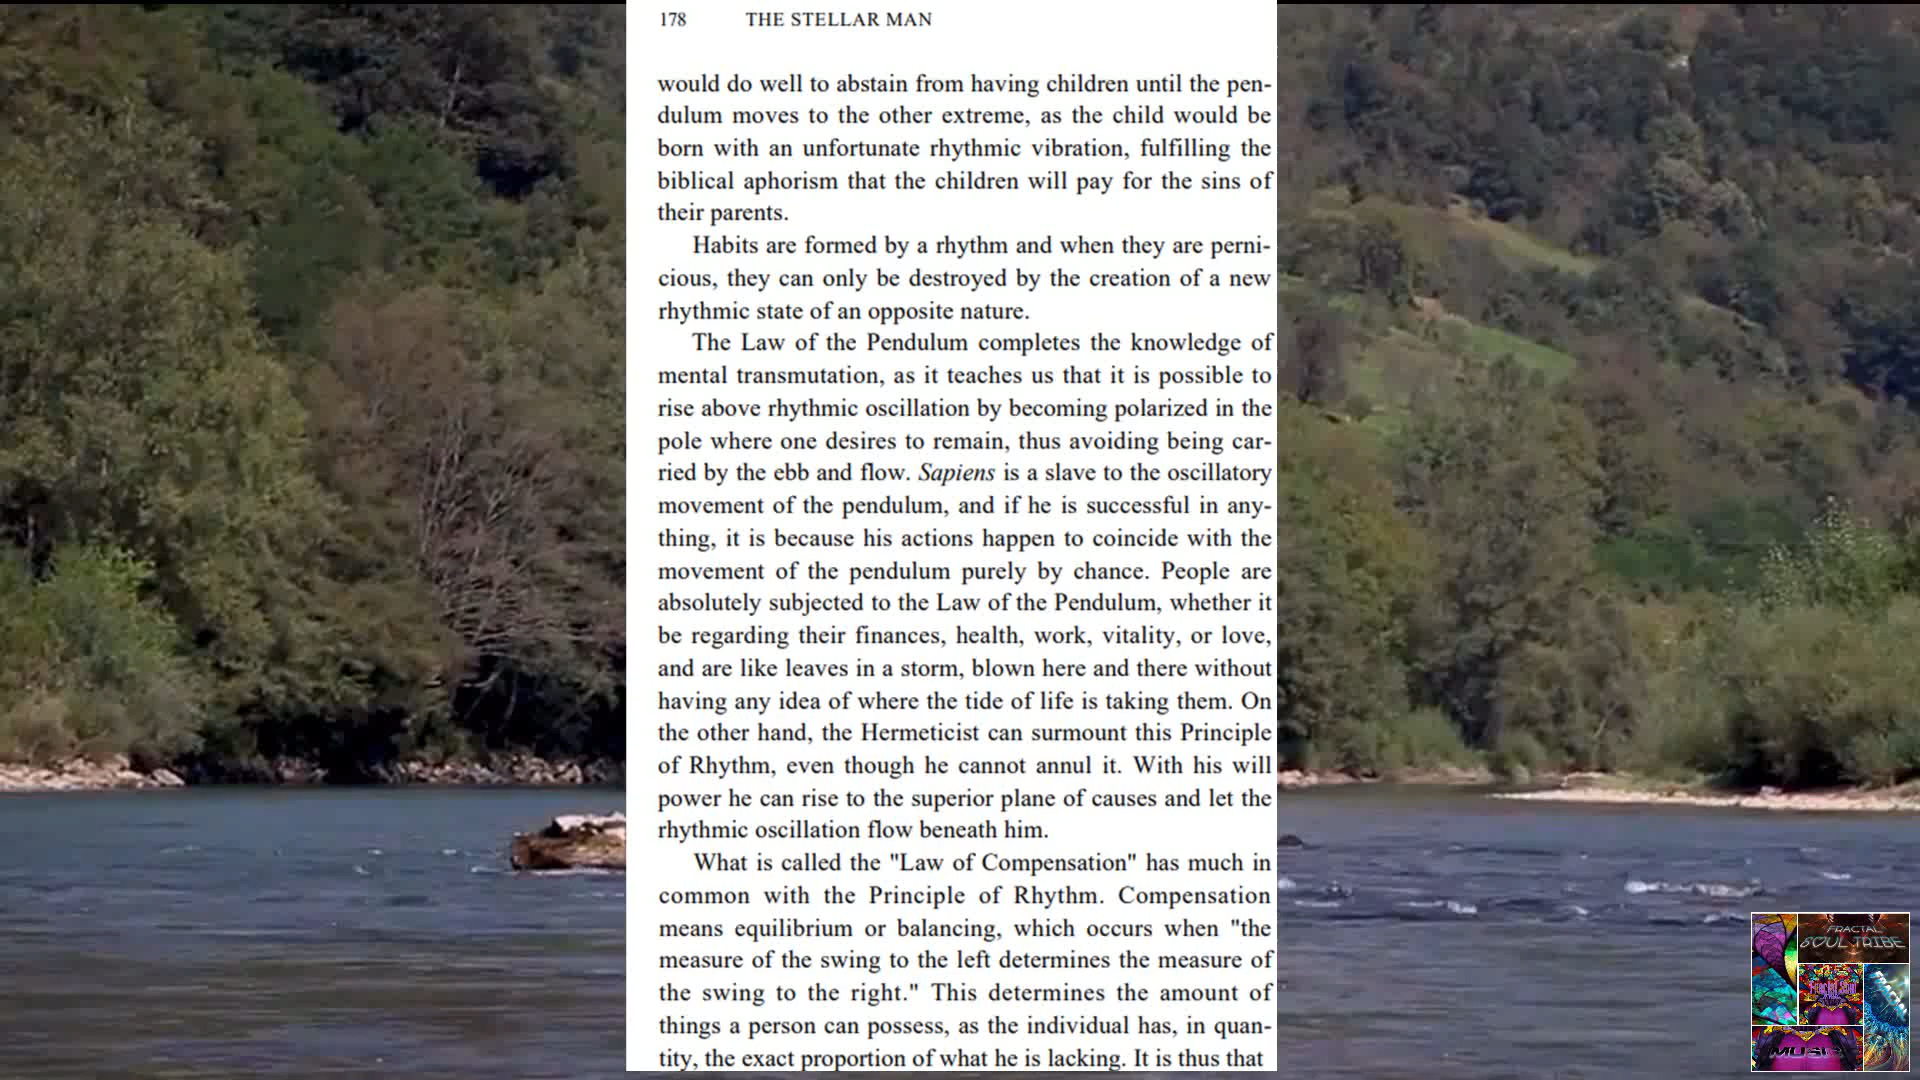 178 THE STELLAR MAN
would do well to abstain from having children until the pen-
dulum moves to the other extreme, as the child would be
born with an unfortunate rhythmic vibration, fulfilling the
biblical aphorism that the children will pay for the sins of
their parents.
Habits are formed by a rhythm and when they are perni-
cious, they can only be destroyed by the creation of a new
rhythmic state of an opposite nature.
The Law of the Pendulum completes the knowledge of
mental transmutation, as it teaches us that it is possible to
rise above rhythmic oscillation by becoming polarized in the
pole where one desires to remain, thus avoiding being car-
ried by the ebb and flow. Sapiens is a slave to the oscillatory
movement of the pendulum, and if he is successful in any-
thing, it is because his actions happen to coincide with the
movement of the pendulum purely by chance. People are
absolutely subjected to the Law of the Pendulum, whether it
be regarding their finances, health, work, vitality, or love,
and are like leaves in a storm, blown here and there without
having any idea of where the tide of life is taking them. On
the other hand, the Hermeticist can surmount this Principle
of Rhythm, even though he cannot annul it. With his will
power he can rise to the superior plane of causes and let the
rhythmic oscillation flow beneath him.
What is called the "Law of Compensation" has much in
common with the Principle of Rhythm. Compensation
means equilibrium or balancing, which occurs when "the
measure of the swing to the left determines the measure of
the swing to the right." This determines the amount of
things a person can possess, as the individual has, in quan-
tity, the exact proportion of what he is lacking. It is thus that
FRACTAL
SOUL TRIBE
MUSIC